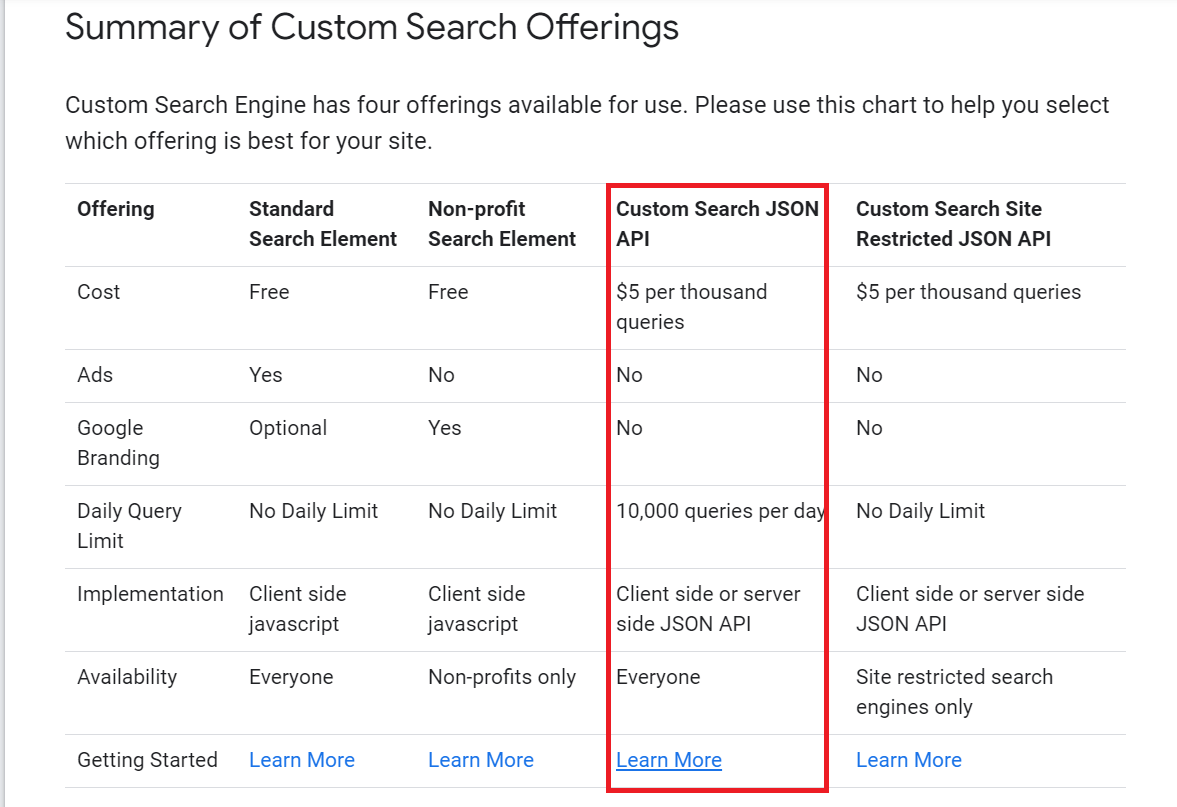 Summary of Custom Search Offerings
Custom Search Engine has four offerings available for use. Please use this chart to help you select
which offering is best for your site.
Offering Standard Search Element Non-profit Search Element Custom Search JSON API Custom Search Site Restricted JSON API
Cost Free Free $5 per thousand queries $5 per thousand queries
Ads Yes No No No
Google Branding Optional Yes No No
Daily Query Limit No Daily Limit No Daily Limit 10,000 queries per day No Daily Limit
Implementation Client side javascript Client side javascript Client side or server side JSON API Client side or server side JSON API
Availability Everyone Non-profits only Everyone Site restricted search engines only
Getting Started Learn More Learn More Learn More Learn More